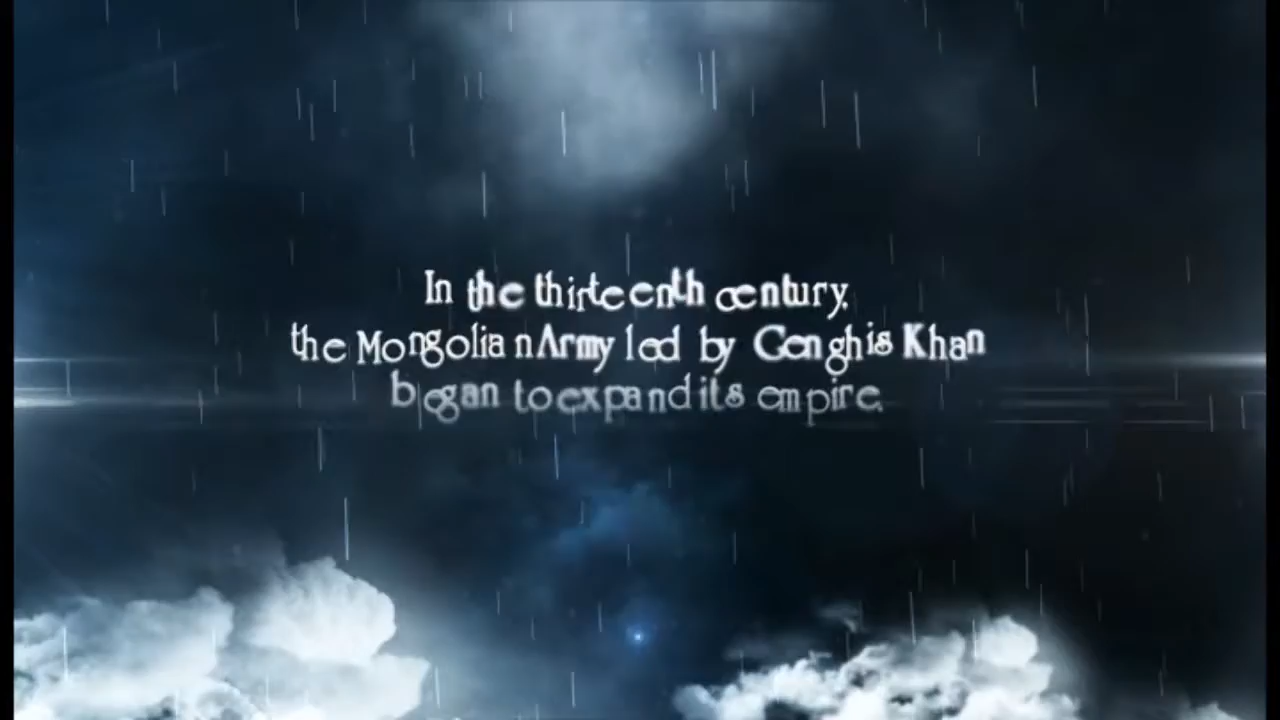 In the thirteenth century,
the Mongolian Army led by Genghis Khan
began to expand its empire.